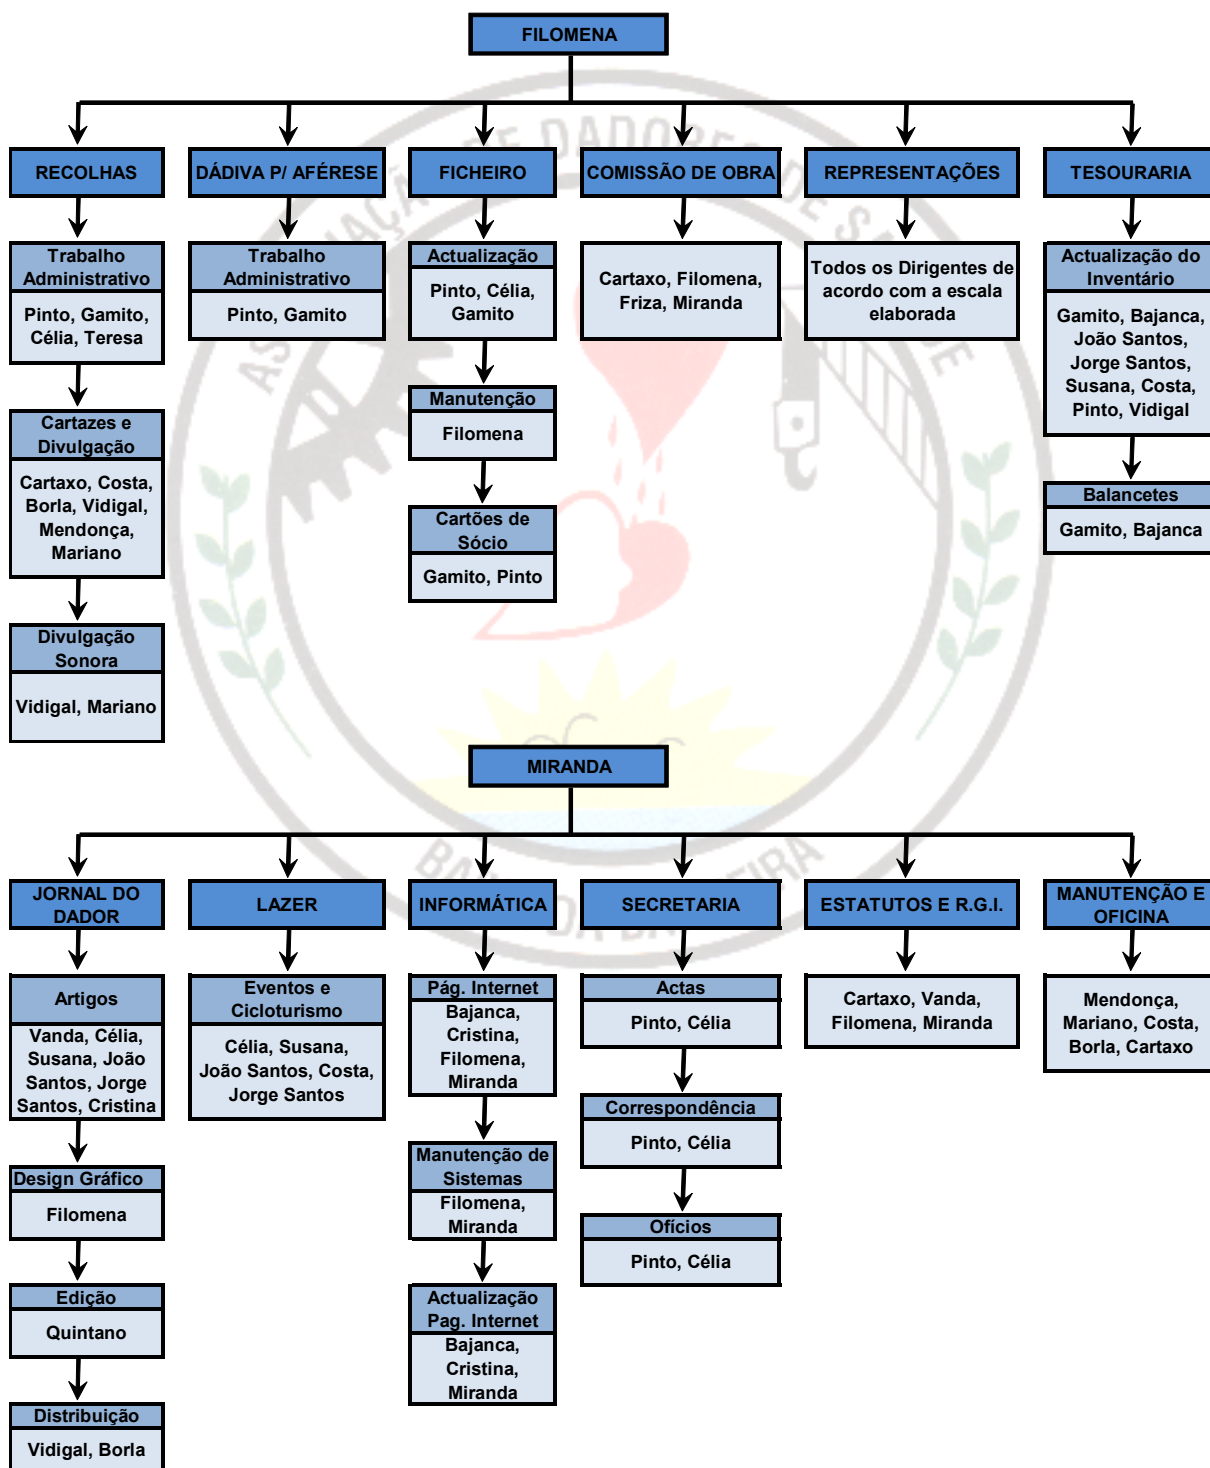 FILOMENA
RECOLHAS
DÁDIVA P/ AFÉRESE
FICHEIRO
COMISSÃO DE OBRA
REPRESENTAÇÕES
TESOURARIA
Trabalho
Administrativo
Pinto, Gamito,
Célia, Teresa
Cartazes e
Divulgação
Cartaxo, Costa,
Borla, Vidigal,
Mendonça,
Mariano
Divulgação
Sonora
Vidigal, Mariano
Trabalho
Administrativo
Pinto, Gamito
Actualização
Pinto, Célia,
Gamito
Manutenção
Filomena
Cartões de
Sócio
Gamito, Pinto
Cartaxo, Filomena,
Friza, Miranda
Todos os Dirigentes de
acordo com a escala
elaborada
Actualização do
Inventário
Gamito, Bajanca,
João Santos,
Jorge Santos,
Susana, Costa,
Pinto, Vidigal
Balancetes
Gamito, Bajanca
MIRANDA
JORNAL DO
DADOR
LAZER
INFORMÁTICA
SECRETARIA
ESTATUTOS E R.G.I.
MANUTENÇÃO E
OFICINA
Artigos
Vanda, Célia,
Susana, João
Santos, Jorge
Santos, Cristina
Design Gráfico
Filomena
Edição
Quintano
Distribuição
Vidigal, Borla
Eventos e
Cicloturismo
Célia, Susana,
João Santos, Costa,
Jorge Santos
Pág. Internet
Bajanca,
Cristina,
Filomena,
Miranda
Manutenção de
Sistemas
Filomena,
Miranda
Actualização
Pag. Internet
Bajanca,
Cristina,
Miranda
Actas
Pinto, Célia
Correspondência
Pinto, Célia
Ofícios
Pinto, Célia
Cartaxo, Vanda,
Filomena, Miranda
Mendonça,
Mariano, Costa,
Borla, Cartaxo
DE DADORES DE